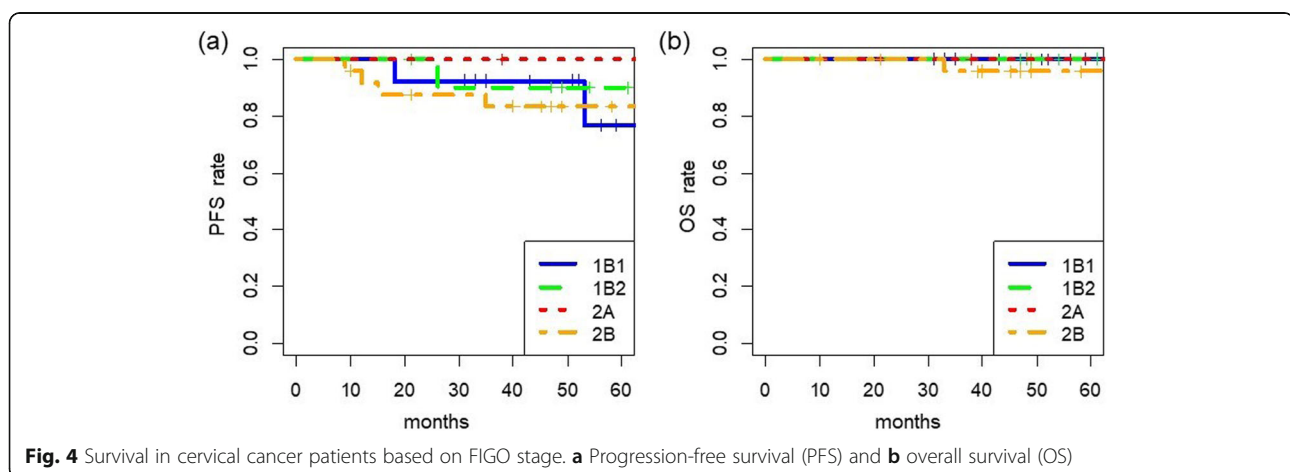 (a)
PFS rate
1.0
0.8
0.6
0.4
0.2
0.0
0 10 20 30 40 50 60
months
1B1
1B2
2A
2B
(b)
OS rate
1.0
0.8
0.6
0.4
0.2
0.0
0 10 20 30 40 50 60
months
1B1
1B2
2A
2B
Fig. 4 Survival in cervical cancer patients based on FIGO stage. a Progression-free survival (PFS) and b overall survival (OS)